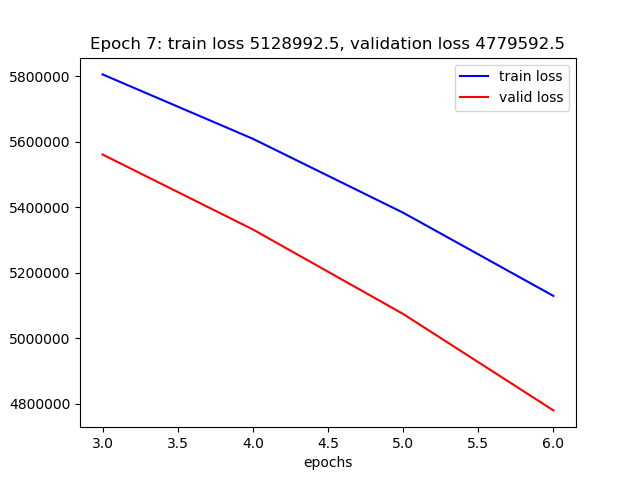 Epoch 7: train loss 5128992.5, validation loss 4779592.5
train loss
valid loss
5800000
5600000
5400000
5200000
5000000
4800000
3.0 3.5 4.0 4.5 5.0 5.5 6.0
epochs